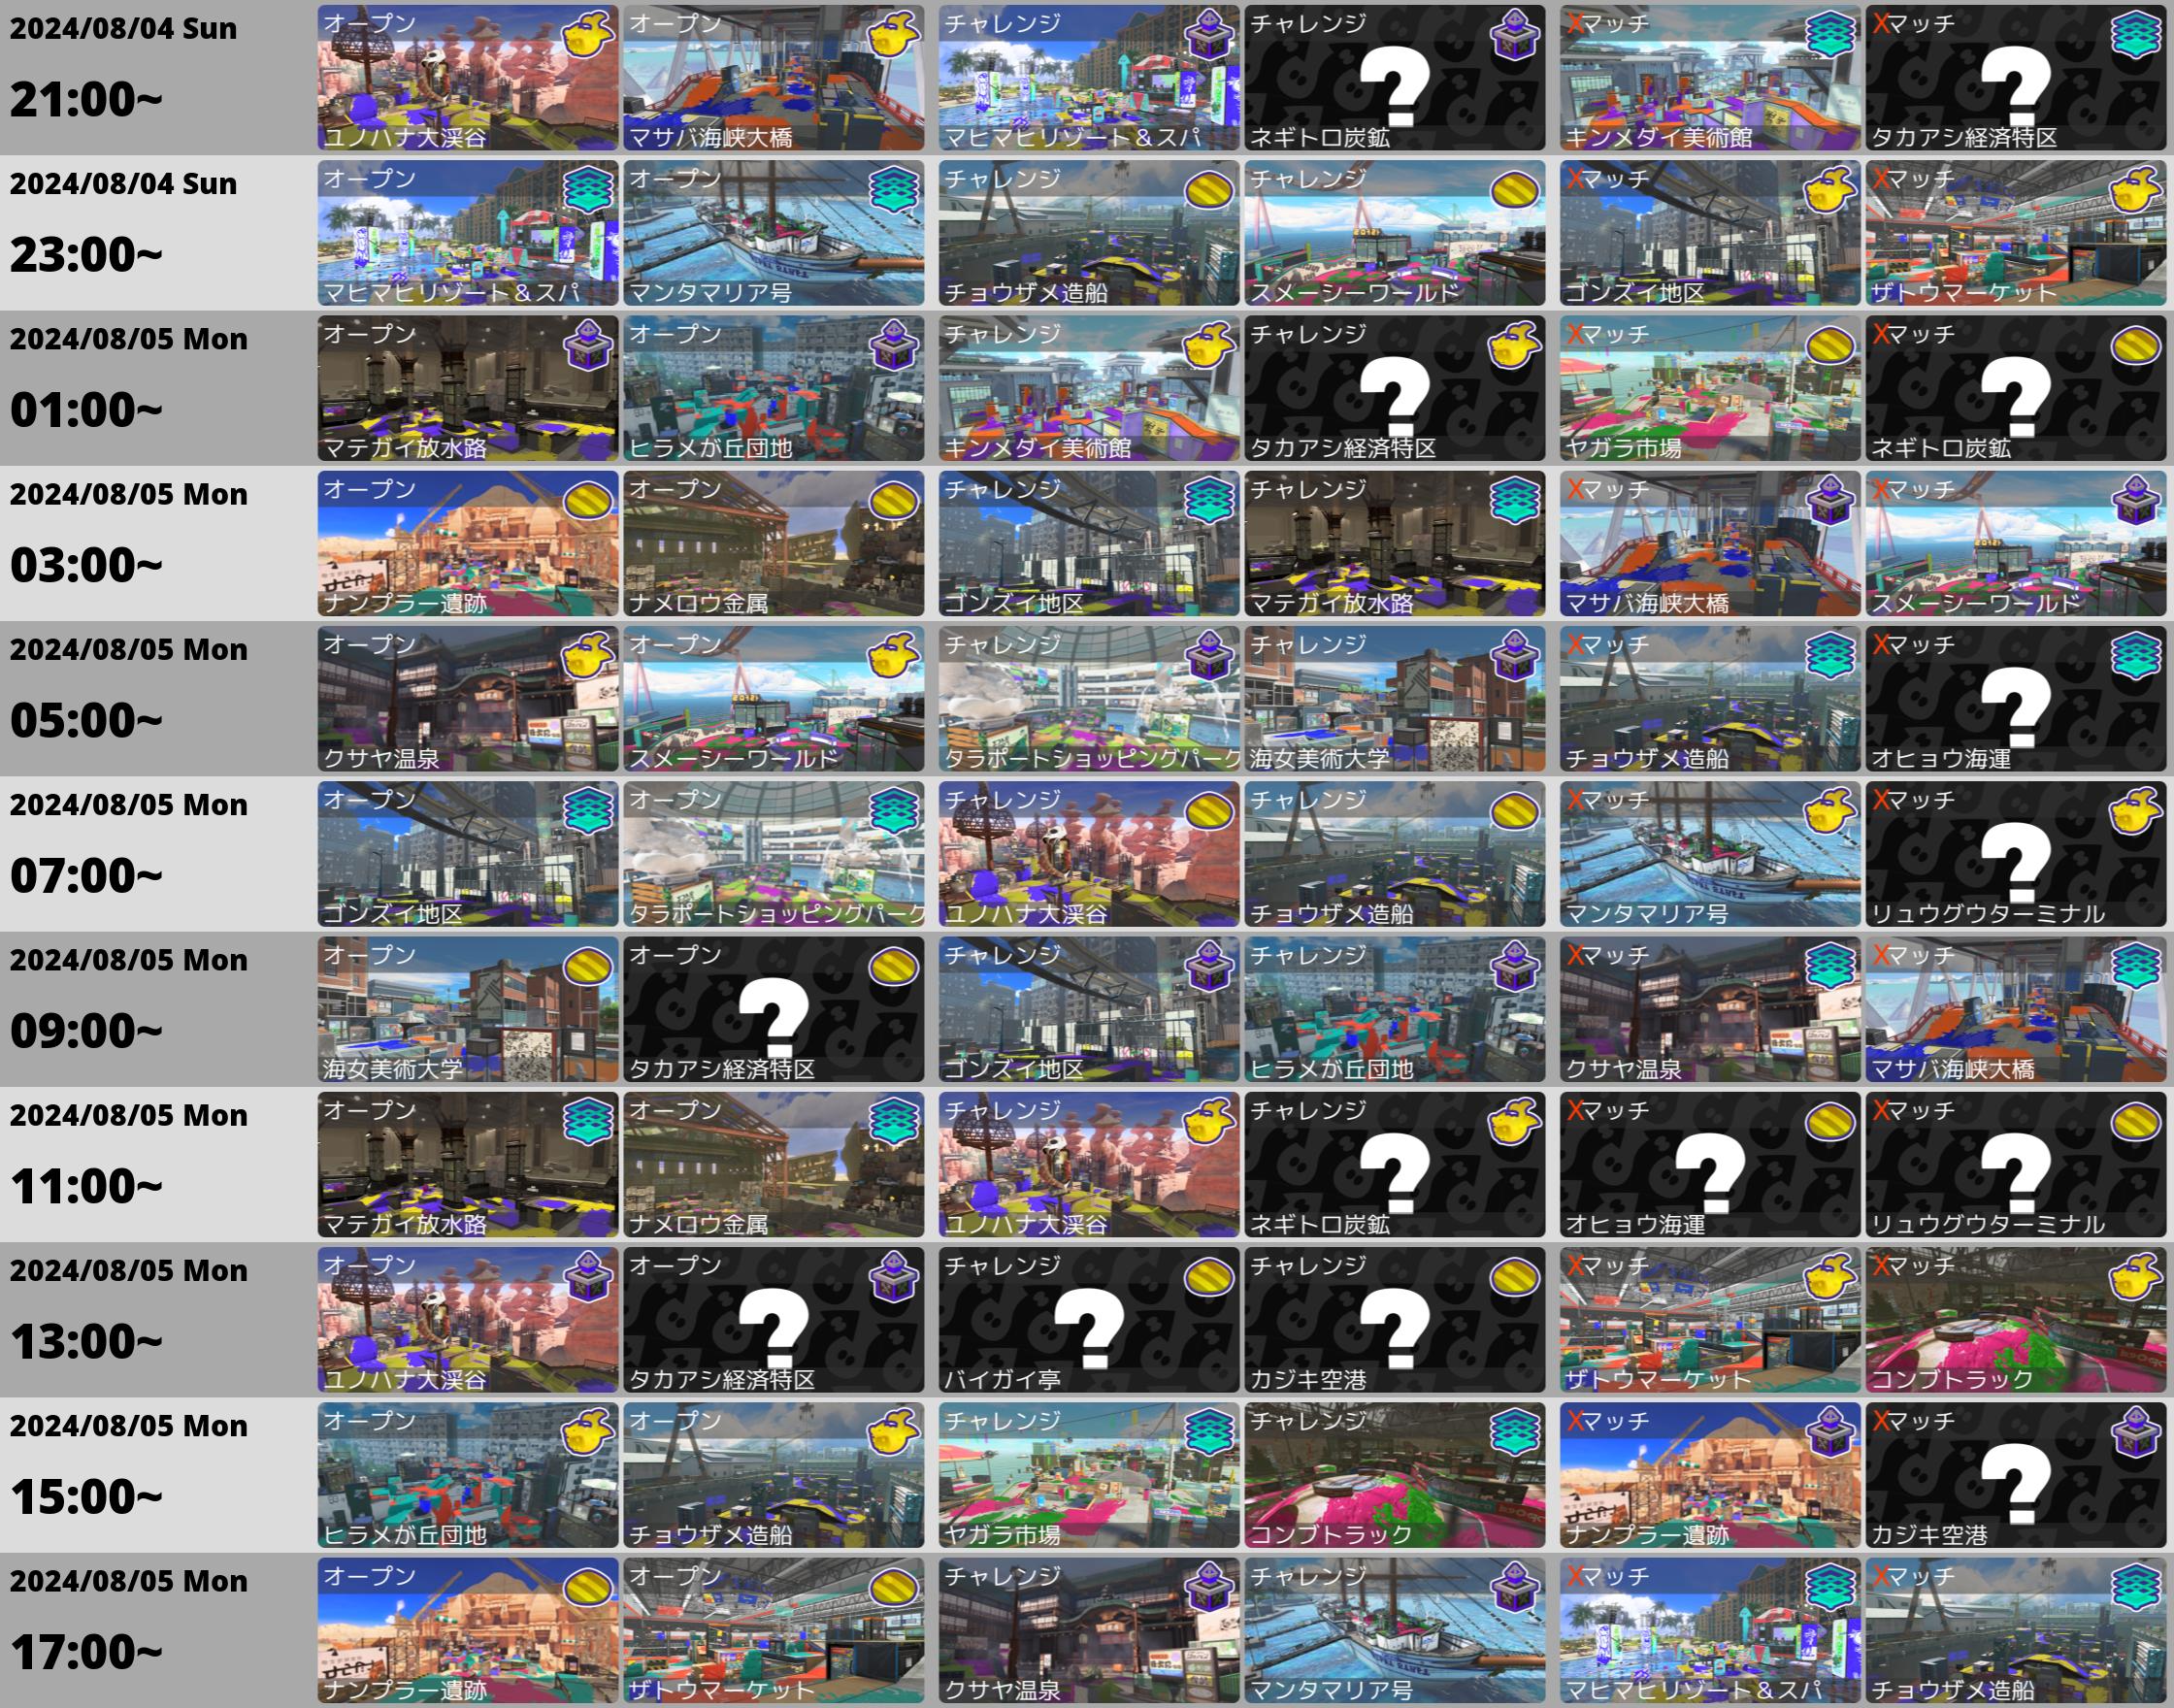 2024/08/04 Sun
21:00~
オープン
ユノハナ大渓谷
オープン
マサバ海峡大橋
チャレンジ
マヒマヒリゾート＆スパ
チャレンジ
?
ネギトロ炭鉱
Xマッチ
キンメダイ美術館
Xマッチ
?
タカアシ経済特区
2024/08/04 Sun
23:00~
オープン
マヒマヒリゾート＆スパ
オープン
マンタマリア号
チャレンジ
チョウザメ造船
チャレンジ
スメーシーワールド
Xマッチ
ゴンズイ地区
Xマッチ
ザトウマーケット
2024/08/05 Mon
01:00~
オープン
マテガイ放水路
オープン
ヒラメが丘団地
チャレンジ
キンメダイ美術館
チャレンジ
?
タカアシ経済特区
Xマッチ
ヤガラ市場
Xマッチ
?
ネギトロ炭鉱
2024/08/05 Mon
03:00~
オープン
ナンプラー遺跡
オープン
ナメロウ金属
チャレンジ
ゴンズイ地区
チャレンジ
マテガイ放水路
Xマッチ
マサバ海峡大橋
Xマッチ
スメーシーワールド
2024/08/05 Mon
05:00~
オープン
クサヤ温泉
オープン
スメーシーワールド
チャレンジ
タラポートショッピングパーク
チャレンジ
海女美術大学
Xマッチ
チョウザメ造船
Xマッチ
?
オヒョウ海運
2024/08/05 Mon
07:00~
オープン
ゴンズイ地区
オープン
タラポートショッピングパーク
チャレンジ
ユノハナ大渓谷
チャレンジ
チョウザメ造船
Xマッチ
マンタマリア号
Xマッチ
?
リュウグウターミナル
2024/08/05 Mon
09:00~
オープン
海女美術大学
オープン
?
タカアシ経済特区
チャレンジ
ゴンズイ地区
チャレンジ
ヒラメが丘団地
Xマッチ
クサヤ温泉
Xマッチ
マサバ海峡大橋
2024/08/05 Mon
11:00~
オープン
マテガイ放水路
オープン
ナメロウ金属
チャレンジ
ユノハナ大渓谷
チャレンジ
?
ネギトロ炭鉱
Xマッチ
?
オヒョウ海運
Xマッチ
?
リュウグウターミナル
2024/08/05 Mon
13:00~
オープン
ユノハナ大渓谷
オープン
?
タカアシ経済特区
チャレンジ
?
バイガイ亭
チャレンジ
?
カジキ空港
Xマッチ
ザトウマーケット
Xマッチ
コンブトラック
2024/08/05 Mon
15:00~
オープン
ヒラメが丘団地
オープン
チョウザメ造船
チャレンジ
ヤガラ市場
チャレンジ
コンブトラック
Xマッチ
ナンプラー遺跡
Xマッチ
?
カジキ空港
2024/08/05 Mon
17:00~
オープン
ナンプラー遺跡
オープン
ザトウマーケット
チャレンジ
クサヤ温泉
チャレンジ
マンタマリア号
Xマッチ
マヒマヒリゾート＆スパ
Xマッチ
チョウザメ造船